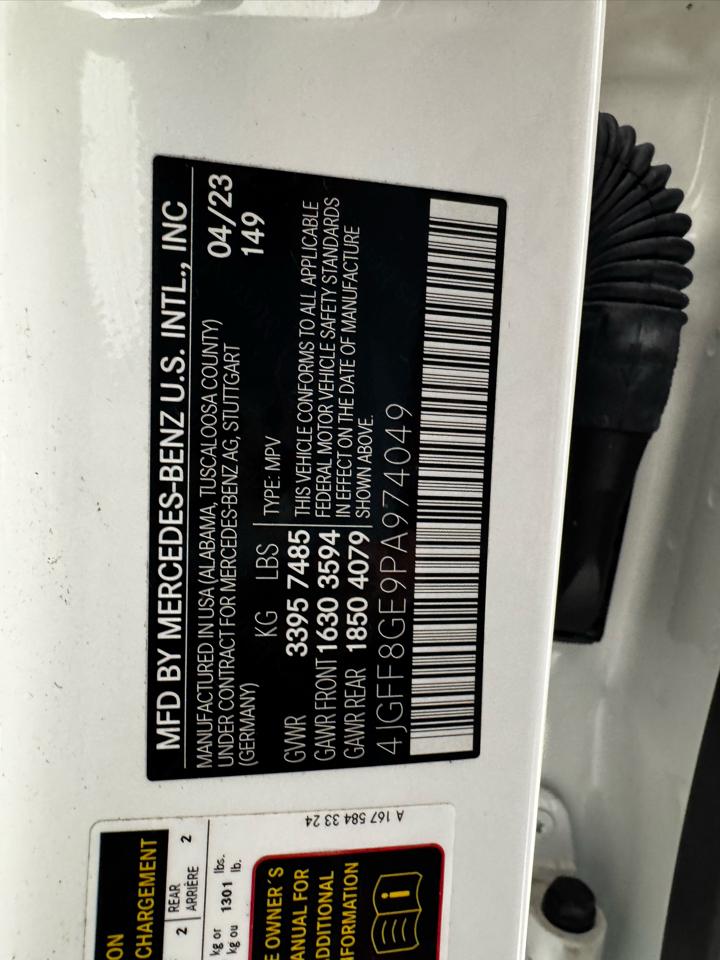 MFD BY MERCEDES-BENZ U.S. INTL., INC
MANUFACTURED IN USA (ALABAMA, TUSCALOOSA COUNTY) 04/23
UNDER CONTRACT FOR MERCEDES-BENZ AG, STUTTGART 149
(GERMANY)
KG LBS TYPE: MPV
GVWR 3395 7485 THIS VEHICLE CONFORMS TO ALL APPLICABLE
GAWR FRONT 1630 3594 FEDERAL MOTOR VEHICLE SAFETY STANDARDS
GAWR REAR 1850 4079 IN EFFECT ON THE DATE OF MANUFACTURE
SHOWN ABOVE.
4JGFF8GE9PA974049
A 167 584 33 24
ON
CHARGEMENT
2 REAR 2
ARRIÈRE
kg or 1301 lbs.
kg ou lb.
E OWNER´S
ANUAL FOR
ADDITIONAL
NFORMATION